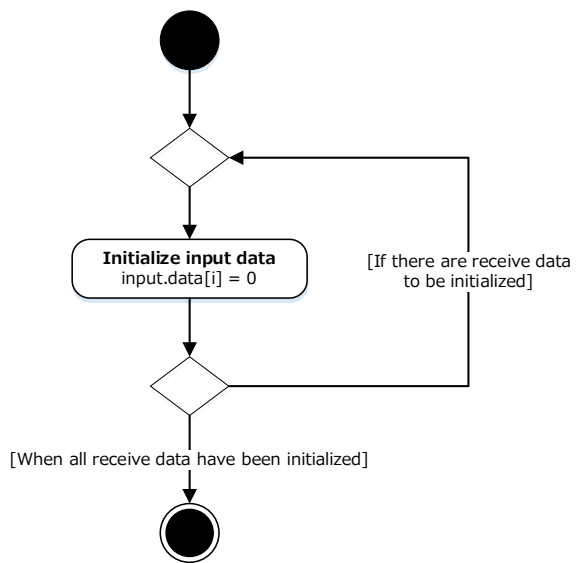 Initialize input data
input.data[i] = 0
[If there are receive data
to be initialized]
[When all receive data have been initialized]